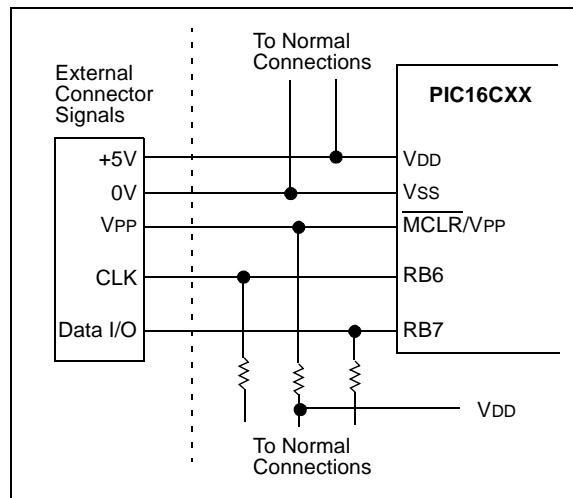 To Normal
Connections
External
Connector
Signals
PIC16CXX
+5V
VDD
0V
VSS
VPP
MCLR/VPP
CLK
RB6
Data I/O
RB7
VDD
To Normal
Connections